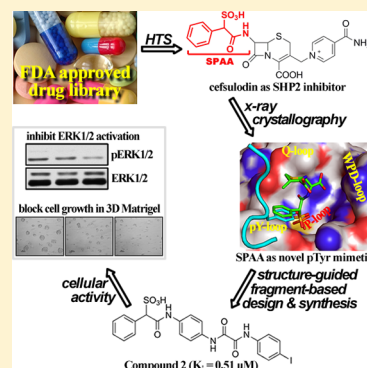 FDA approved
drug library
HTS
SO₃H
H
N
S
O
O
N
N
COOH
O
NH₂
SPAA
cefsulodin as SHP2 inhibitor
x-ray
crystallography
Q-loop
WPD-loop
pY-loop
P-loop
SPAA as novel pTyr mimetic
structure-guided
fragment-based
design & synthesis
inhibit ERK1/2 activation
pERK1/2
ERK1/2
block cell growth in 3D Matrigel
cellular
activity
SO₃H
H
N
O
N
H
O
H
N
O
N
H
I
Compound 2 (Kᵢ = 0.51 μM)